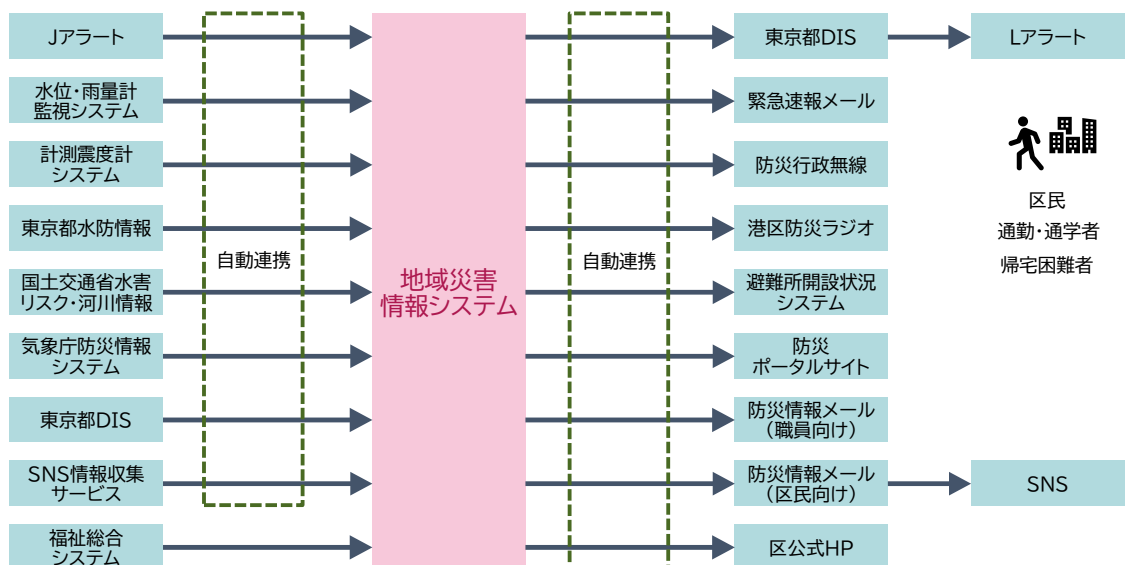 Jアラート
水位・雨量計
監視システム
計測震度計
システム
東京都水防情報
国土交通省水害
リスク・河川情報
気象庁防災情報
システム
東京都DIS
SNS情報収集
サービス
福祉総合
システム
自動連携
地域災害
情報システム
自動連携
東京都DIS
緊急速報メール
防災行政無線
港区防災ラジオ
避難所開設状況
システム
防災
ポータルサイト
防災情報メール
（職員向け）
防災情報メール
（区民向け）
区公式HP
Lアラート
区民
通勤・通学者
帰宅困難者
SNS